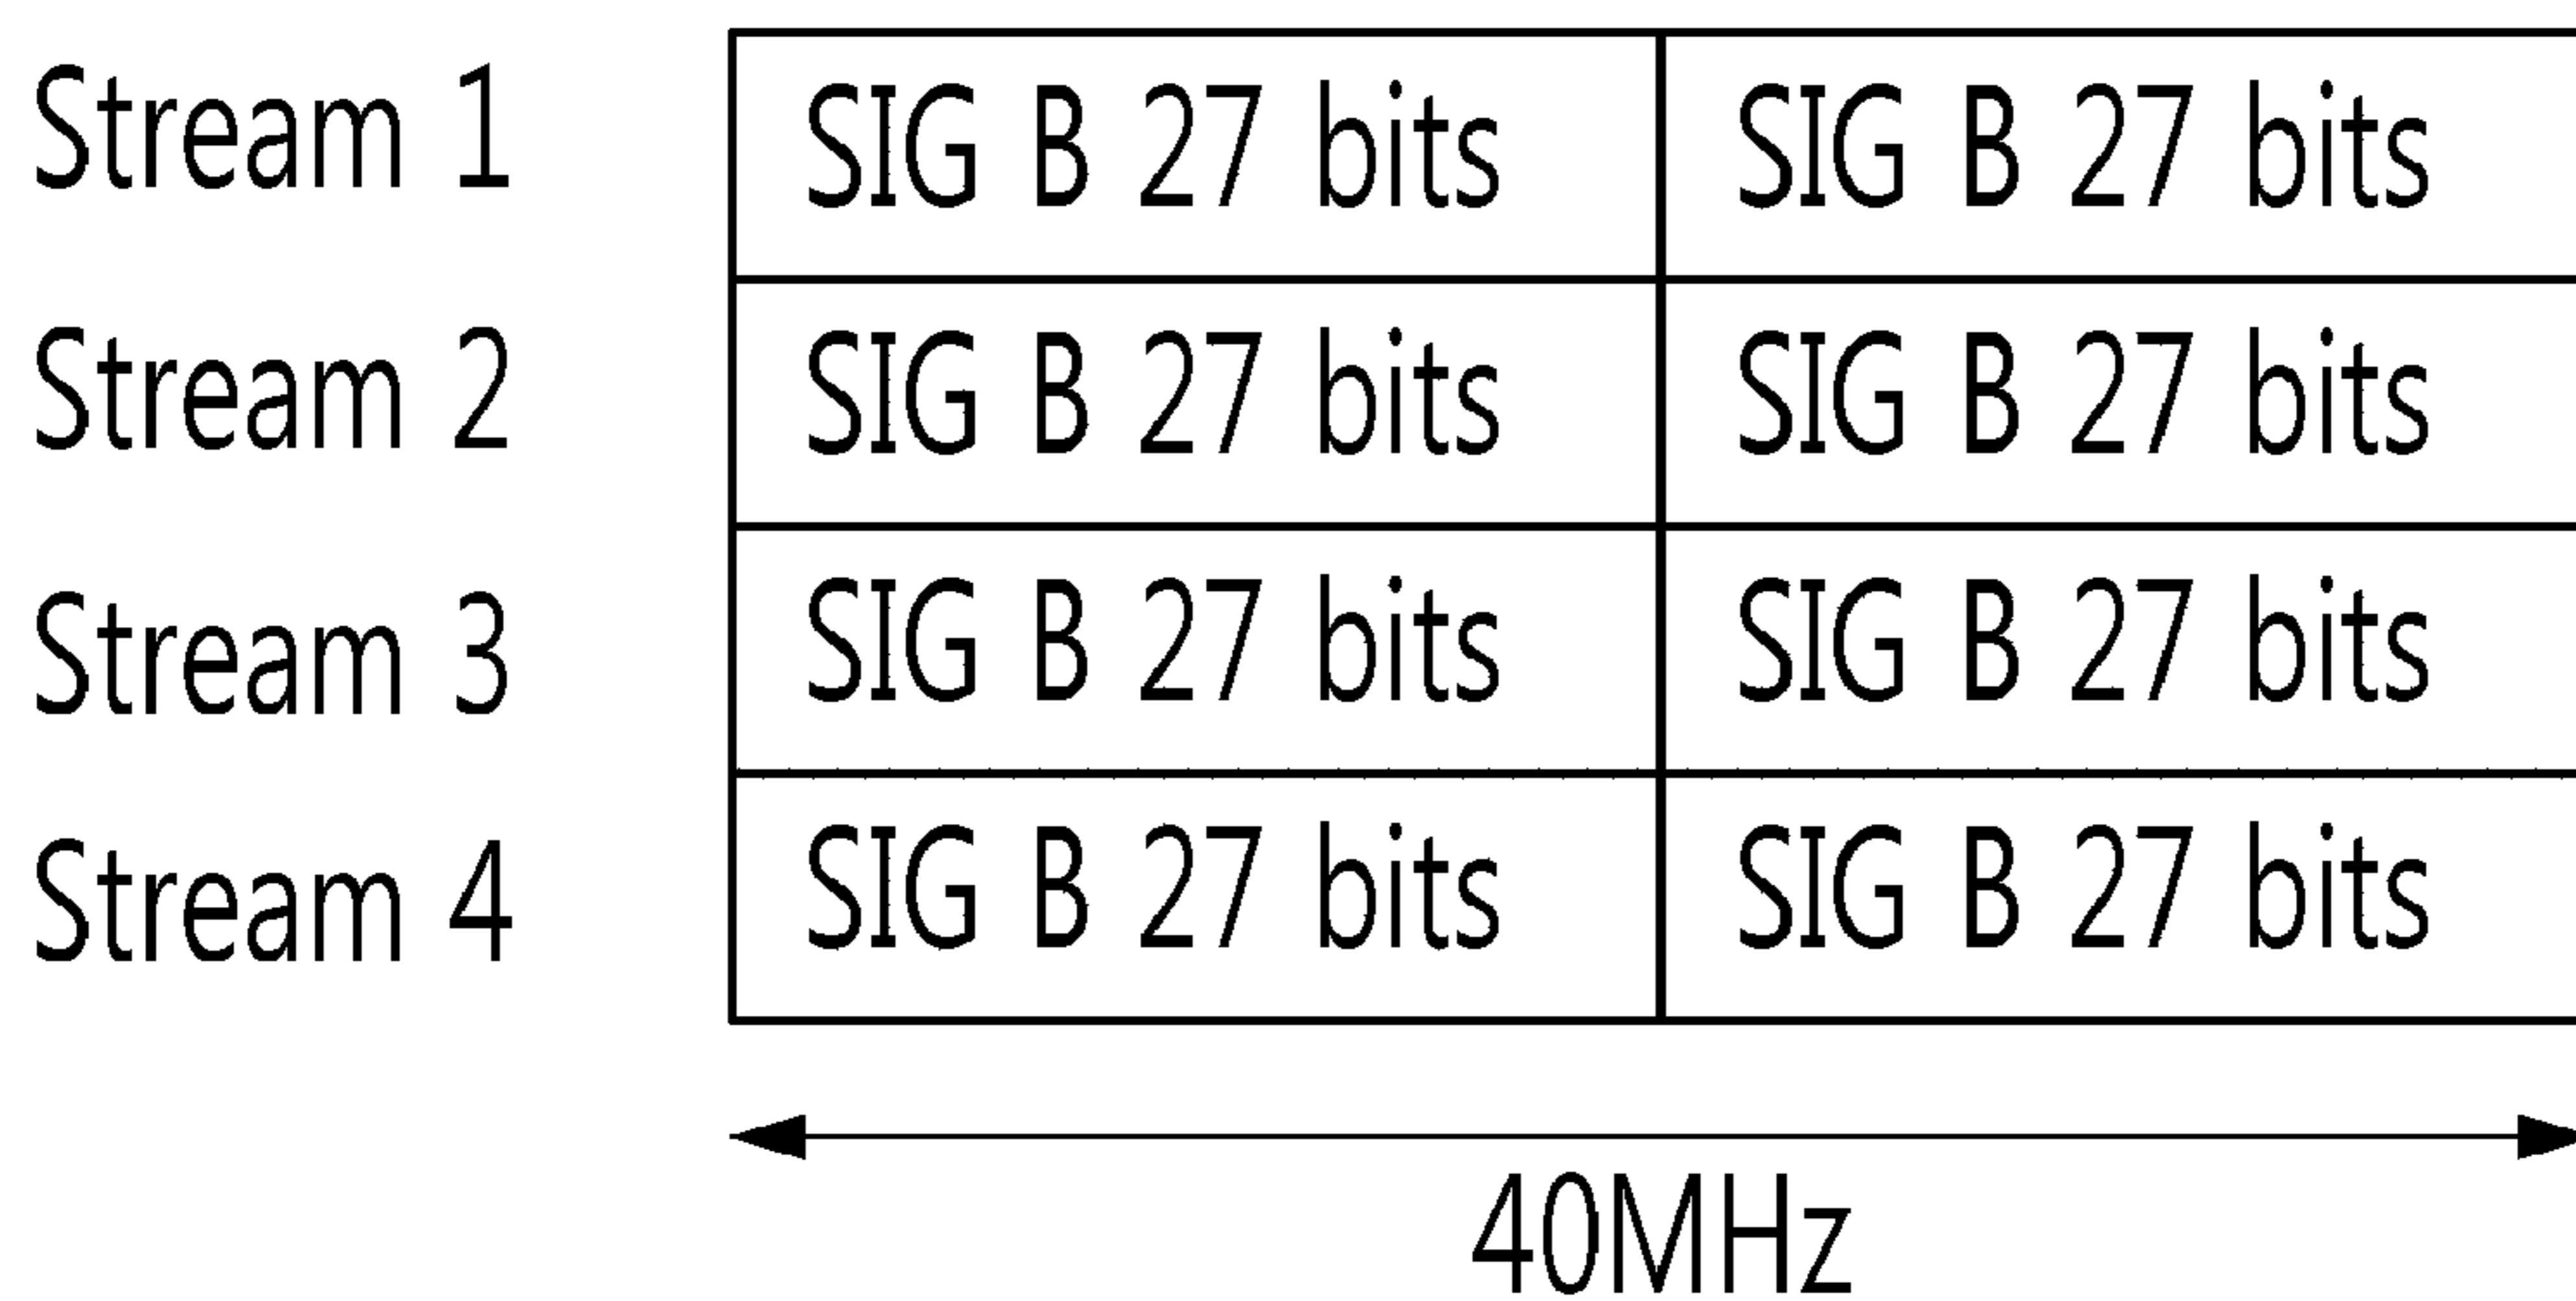 Stream 1 SIG B 27 bits SIG B 27 bits
Stream 2 SIG B 27 bits SIG B 27 bits
Stream 3 SIG B 27 bits SIG B 27 bits
Stream 4 SIG B 27 bits SIG B 27 bits
40MHz